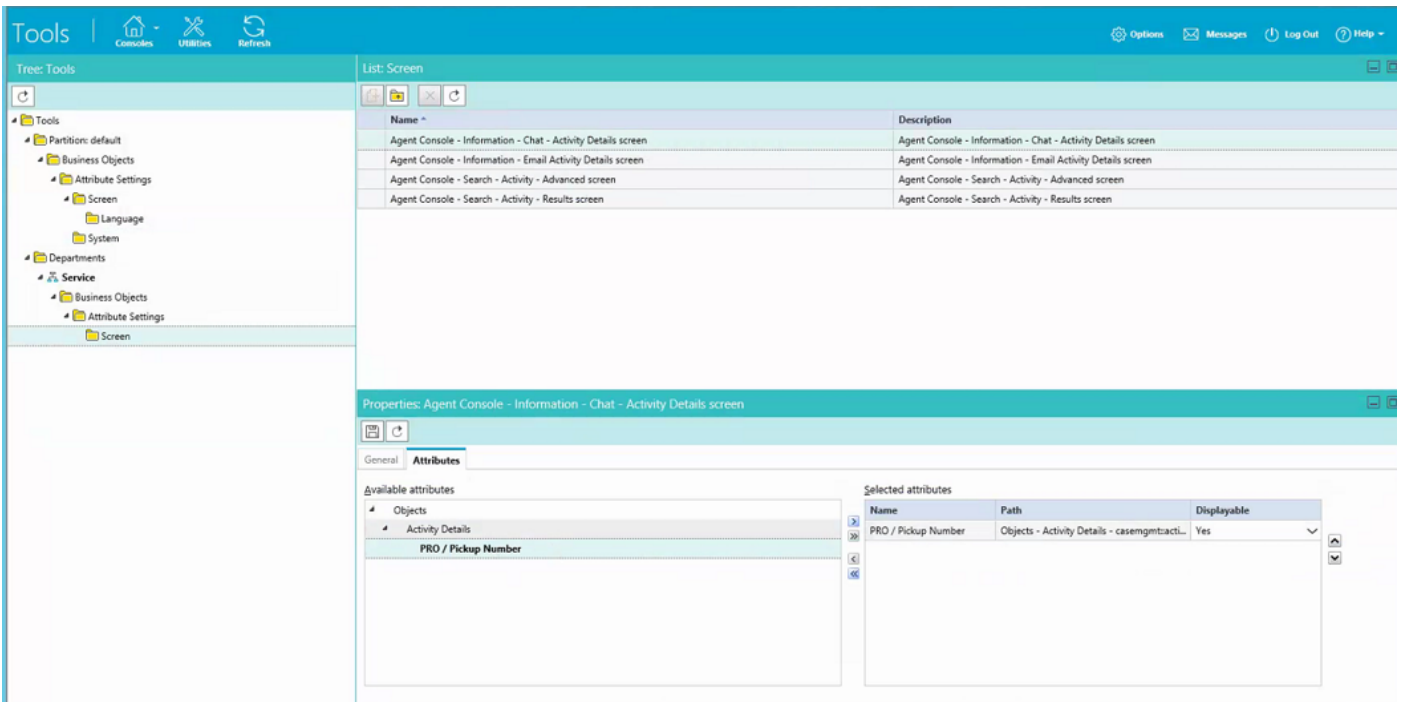 Tools
Consoles
Utilities
Refresh
Options
Messages
Log Out
Help
Tree: Tools
Tools
Partition: default
Business Objects
Attribute Settings
Screen
Language
System
Departments
Service
Business Objects
Attribute Settings
Screen
List: Screen
Name Description
Agent Console - Information - Chat - Activity Details screen Agent Console - Information - Chat - Activity Details screen
Agent Console - Information - Email Activity Details screen Agent Console - Information - Email Activity Details screen
Agent Console - Search - Activity - Advanced screen Agent Console - Search - Activity - Advanced screen
Agent Console - Search - Activity - Results screen Agent Console - Search - Activity - Results screen
Properties: Agent Console - Information - Chat - Activity Details screen
General Attributes
Available attributes
Objects
Activity Details
PRO / Pickup Number
Selected attributes
Name Path Displayable
PRO / Pickup Number Objects - Activity Details - casemgmt:acti... Yes